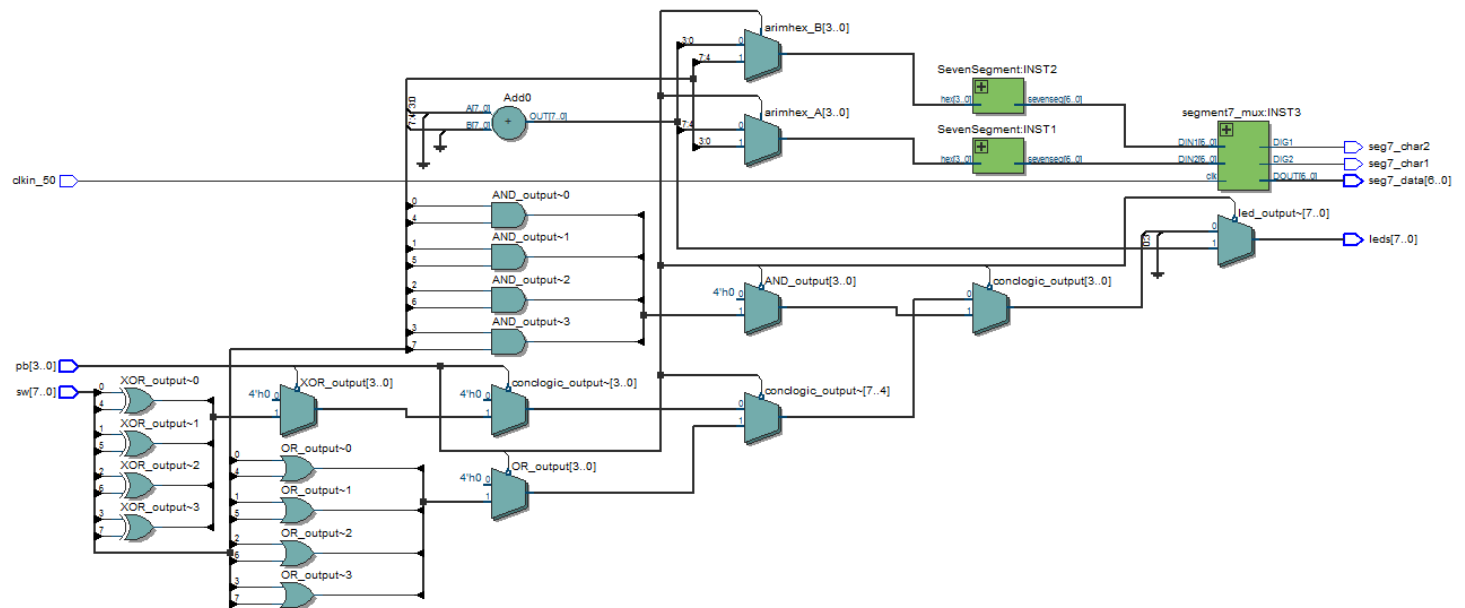 arimhex_B[3..0]
3:0
0
7:4
1
SevenSegment:INST2
hex[3..0]
sevenseg[6..0]
Add0
7:4,3:0
A[7..0]
B[7..0]
OUT[7..0]
arimhex_A[3..0]
7:4
0
3:0
1
SevenSegment:INST1
hex[3..0]
sevenseg[6..0]
segment7_mux:INST3
DIN1[6..0]
DIN2[6..0]
clk
DIG1
DIG2
DOUT[6..0]
seg7_char2
seg7_char1
seg7_data[6..0]
clkin_50
AND_output~0
0
4
AND_output~1
1
5
AND_output~2
2
6
AND_output~3
3
7
led_output~[7..0]
0:3
0
1
leds[7..0]
AND_output[3..0]
4'h0
0
1
conclogic_output[3..0]
0
1
pb[3..0]
sw[7..0]
XOR_output~0
0
4
XOR_output~1
1
5
XOR_output~2
2
6
XOR_output~3
3
7
XOR_output[3..0]
4'h0
0
1
conclogic_output~[3..0]
4'h0
0
1
conclogic_output~[7..4]
0
1
OR_output~0
0
4
OR_output~1
1
5
OR_output~2
2
6
OR_output~3
3
7
OR_output[3..0]
4'h0
0
1